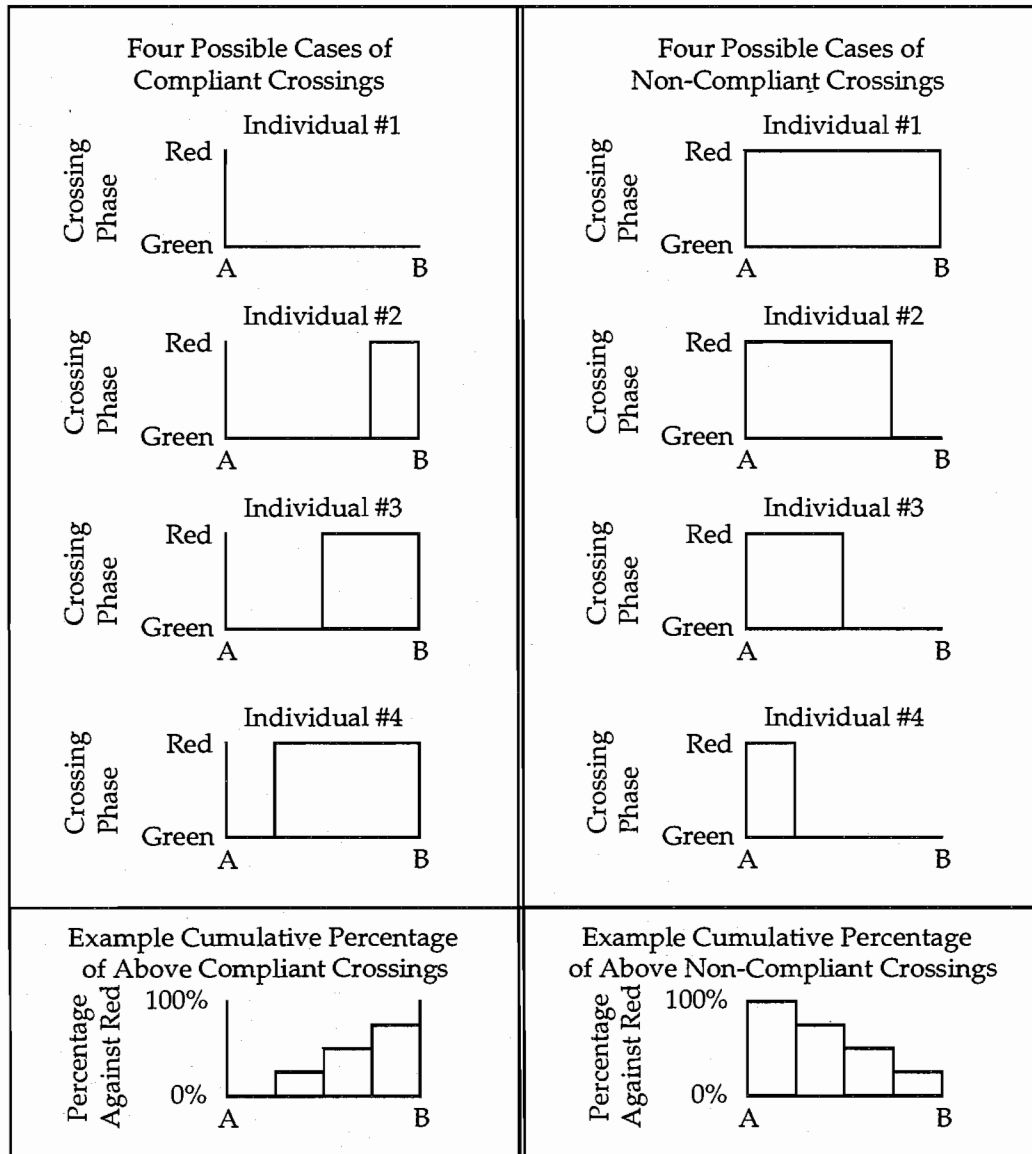 Four Possible Cases of
Compliant Crossings
Individual #1
Crossing
Phase
Red
Green
A
B
Individual #2
Crossing
Phase
Red
Green
A
B
Individual #3
Crossing
Phase
Red
Green
A
B
Individual #4
Crossing
Phase
Red
Green
A
B
Example Cumulative Percentage
of Above Compliant Crossings
Percentage
Against Red
100%
0%
A
B
Four Possible Cases of
Non-Compliant Crossings
Individual #1
Crossing
Phase
Red
Green
A
B
Individual #2
Crossing
Phase
Red
Green
A
B
Individual #3
Crossing
Phase
Red
Green
A
B
Individual #4
Crossing
Phase
Red
Green
A
B
Example Cumulative Percentage
of Above Non-Compliant Crossings
Percentage
Against Red
100%
0%
A
B